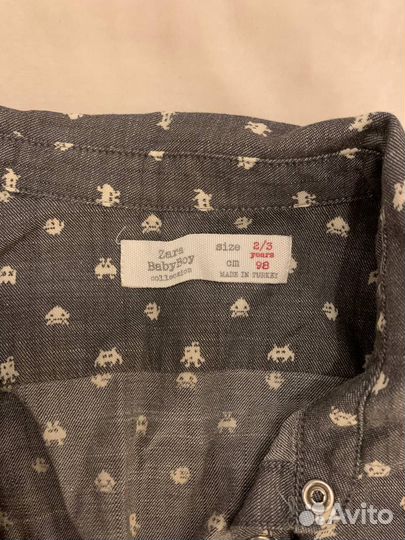 Zara
BabyBoy
collection
size 2/3
years
cm 98
MADE IN TURKEY
Avito